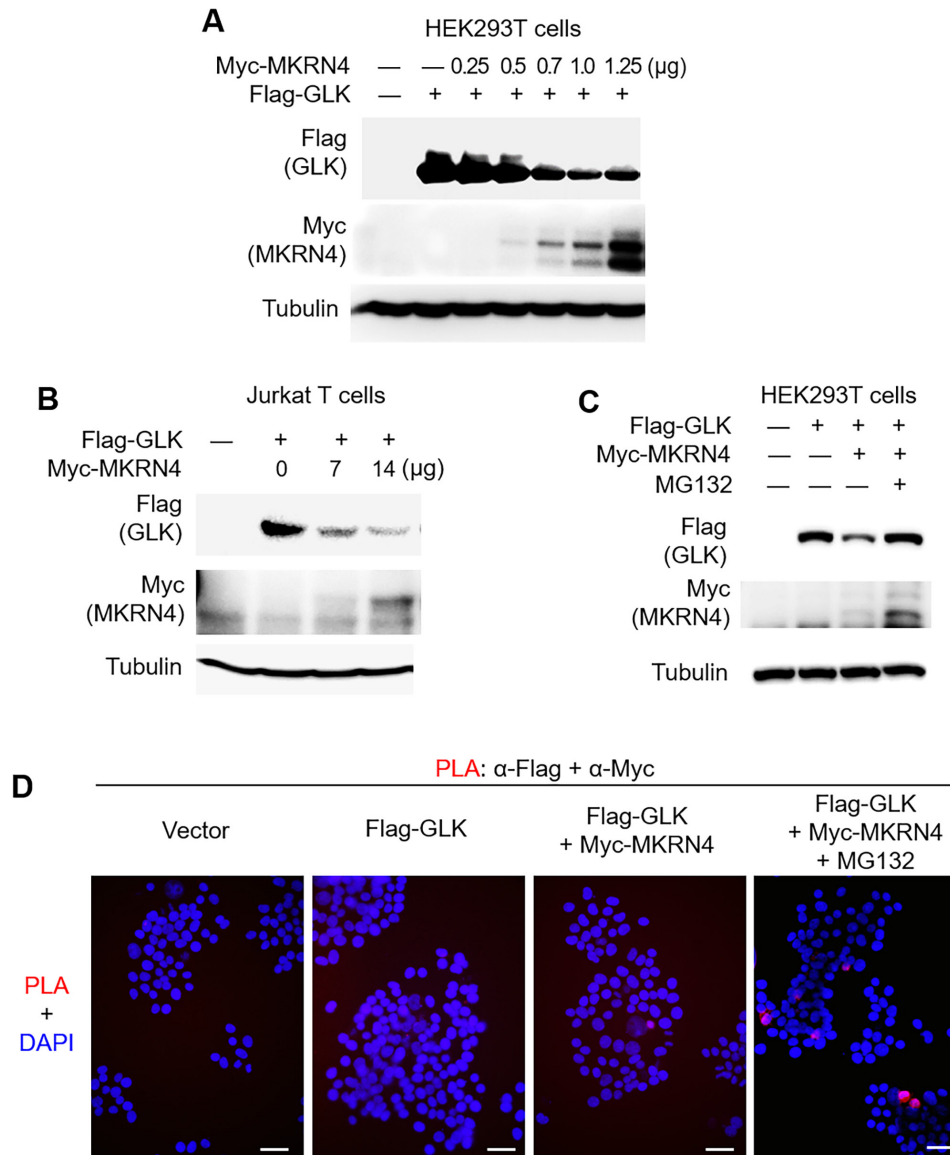 A
HEK293T cells
Myc-MKRN4 — — 0.25 0.5 0.7 1.0 1.25 (μg)
Flag-GLK — + + + + + +
Flag
(GLK)
Myc
(MKRN4)
Tubulin
B
Jurkat T cells
Flag-GLK — + + +
Myc-MKRN4 0 7 14 (μg)
Flag
(GLK)
Myc
(MKRN4)
Tubulin
C
HEK293T cells
Flag-GLK — + + +
Myc-MKRN4 — — + +
MG132 — — — +
Flag
(GLK)
Myc
(MKRN4)
Tubulin
D
PLA: α-Flag + α-Myc
Vector
Flag-GLK
Flag-GLK
+ Myc-MKRN4
Flag-GLK
+ Myc-MKRN4
+ MG132
PLA
+
DAPI